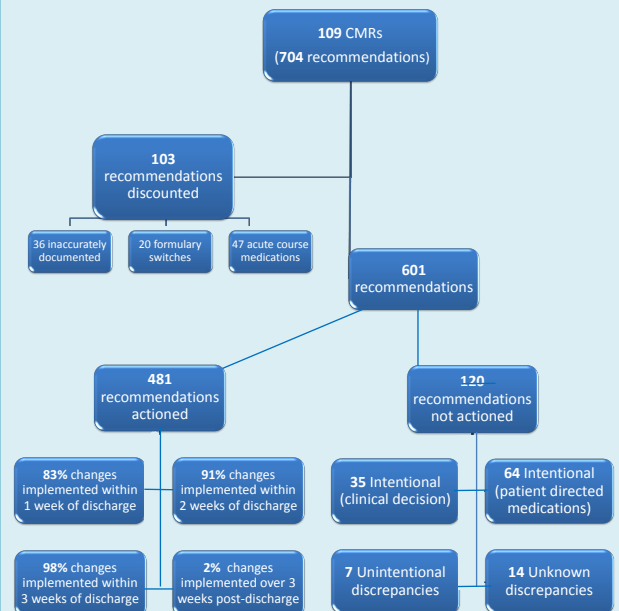 109 CMRs
(704 recommendations)
103
recommendations
discounted
36 inaccurately
documented
20 formulary
switches
47 acute course
medications
601
recommendations
481
recommendations
actioned
120
recommendations
not actioned
83% changes
implemented within
1 week of discharge
91% changes
implemented within
2 weeks of discharge
35 Intentional
(clinical decision)
64 Intentional
(patient directed
medications)
98% changes
implemented within
3 weeks of discharge
2% changes
implemented over 3
weeks post-discharge
7 Unintentional
discrepancies
14 Unknown
discrepancies